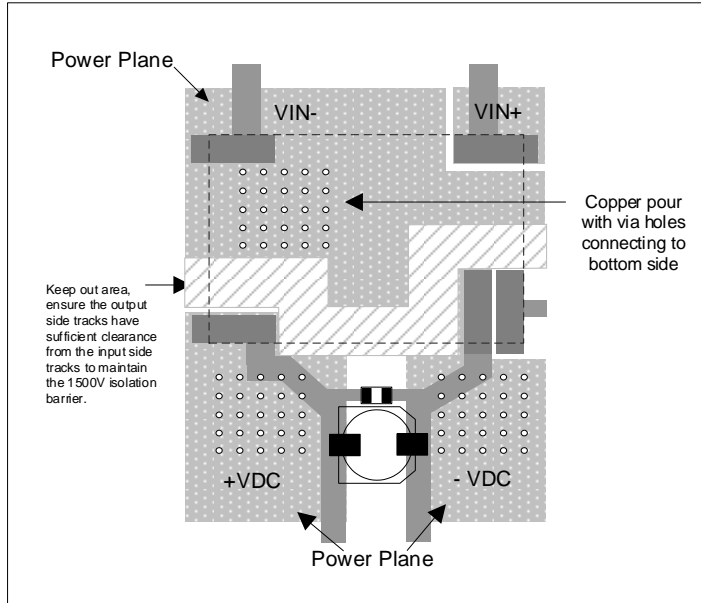 Power Plane
VIN-
VIN+
Copper pour
with via holes
connecting to
bottom side
Keep out area,
ensure the output
side tracks have
sufficient clearance
from the input side
tracks to maintain
the 1500V isolation
barrier.
+VDC
- VDC
Power Plane